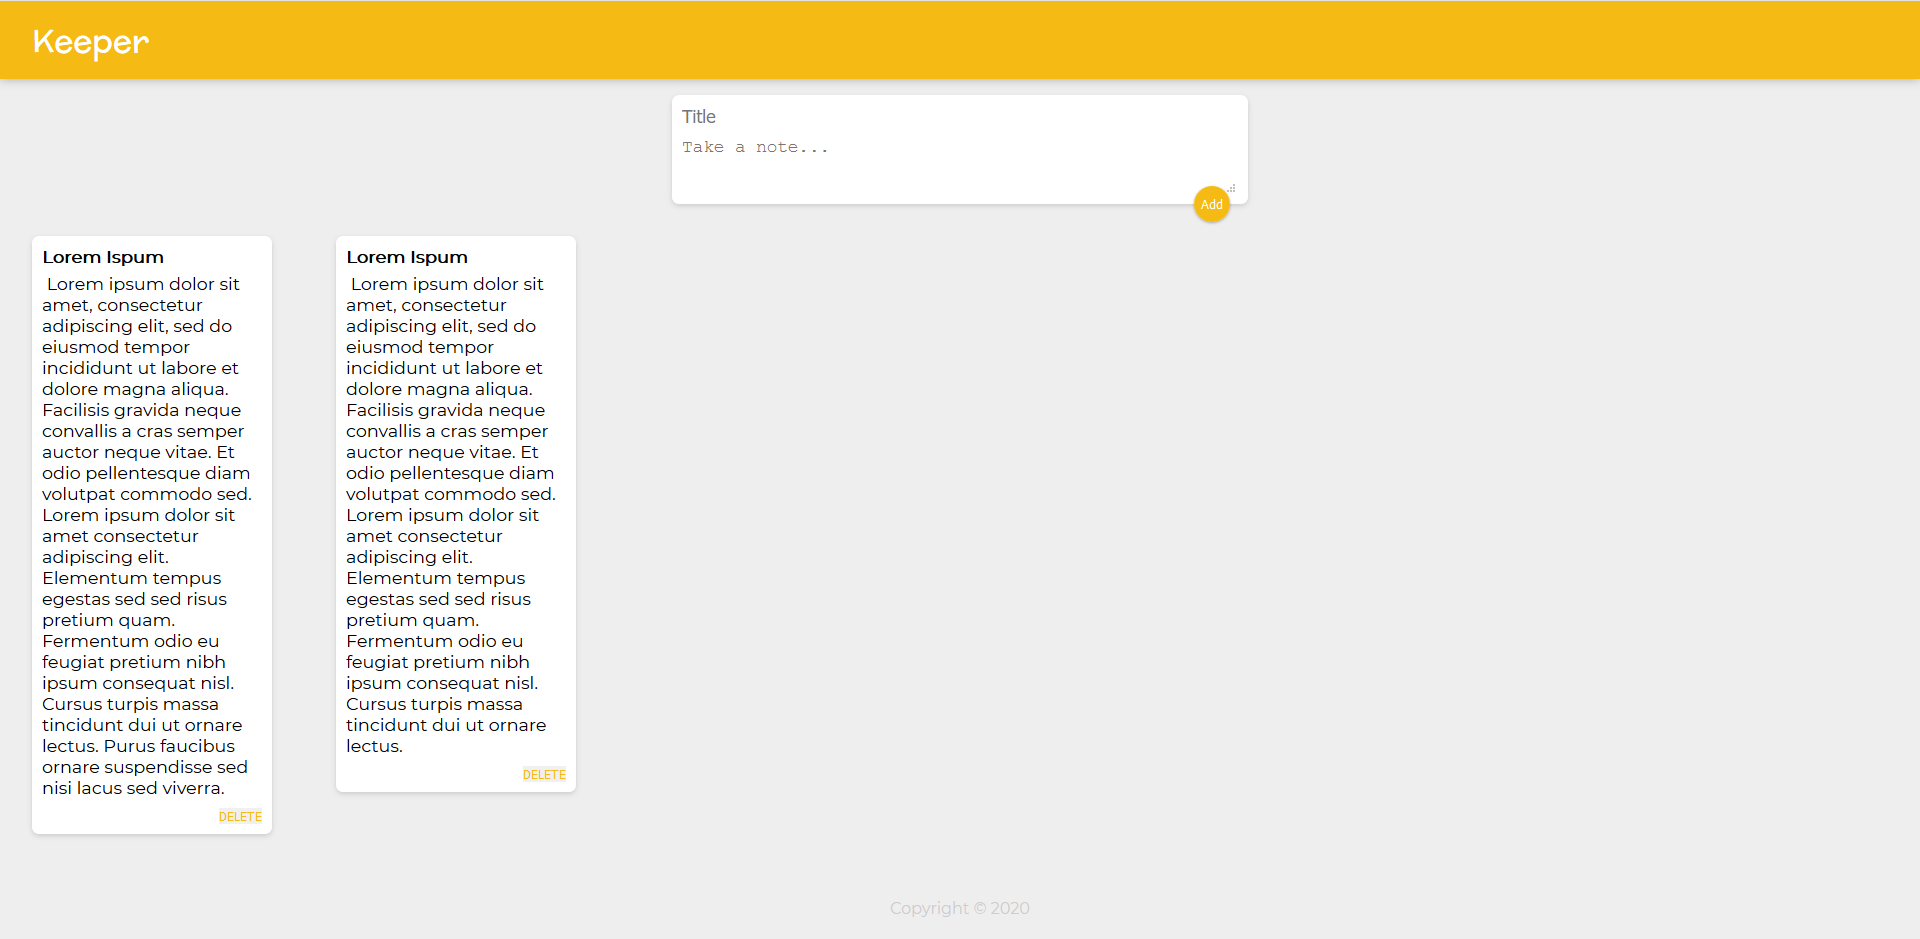 Keeper
Title
Take a note...
Add
Lorem Ispum
Lorem ipsum dolor sit
amet, consectetur
adipiscing elit, sed do
eiusmod tempor
incididunt ut labore et
dolore magna aliqua.
Facilisis gravida neque
convallis a cras semper
auctor neque vitae. Et
odio pellentesque diam
volutpat commodo sed.
Lorem ipsum dolor sit
amet consectetur
adipiscing elit.
Elementum tempus
egestas sed sed risus
pretium quam.
Fermentum odio eu
feugiat pretium nibh
ipsum consequat nisl.
Cursus turpis massa
tincidunt dui ut ornare
lectus. Purus faucibus
ornare suspendisse sed
nisi lacus sed viverra.
DELETE
Lorem Ispum
Lorem ipsum dolor sit
amet, consectetur
adipiscing elit, sed do
eiusmod tempor
incididunt ut labore et
dolore magna aliqua.
Facilisis gravida neque
convallis a cras semper
auctor neque vitae. Et
odio pellentesque diam
volutpat commodo sed.
Lorem ipsum dolor sit
amet consectetur
adipiscing elit.
Elementum tempus
egestas sed sed risus
pretium quam.
Fermentum odio eu
feugiat pretium nibh
ipsum consequat nisl.
Cursus turpis massa
tincidunt dui ut ornare
lectus.
DELETE
Copyright © 2020